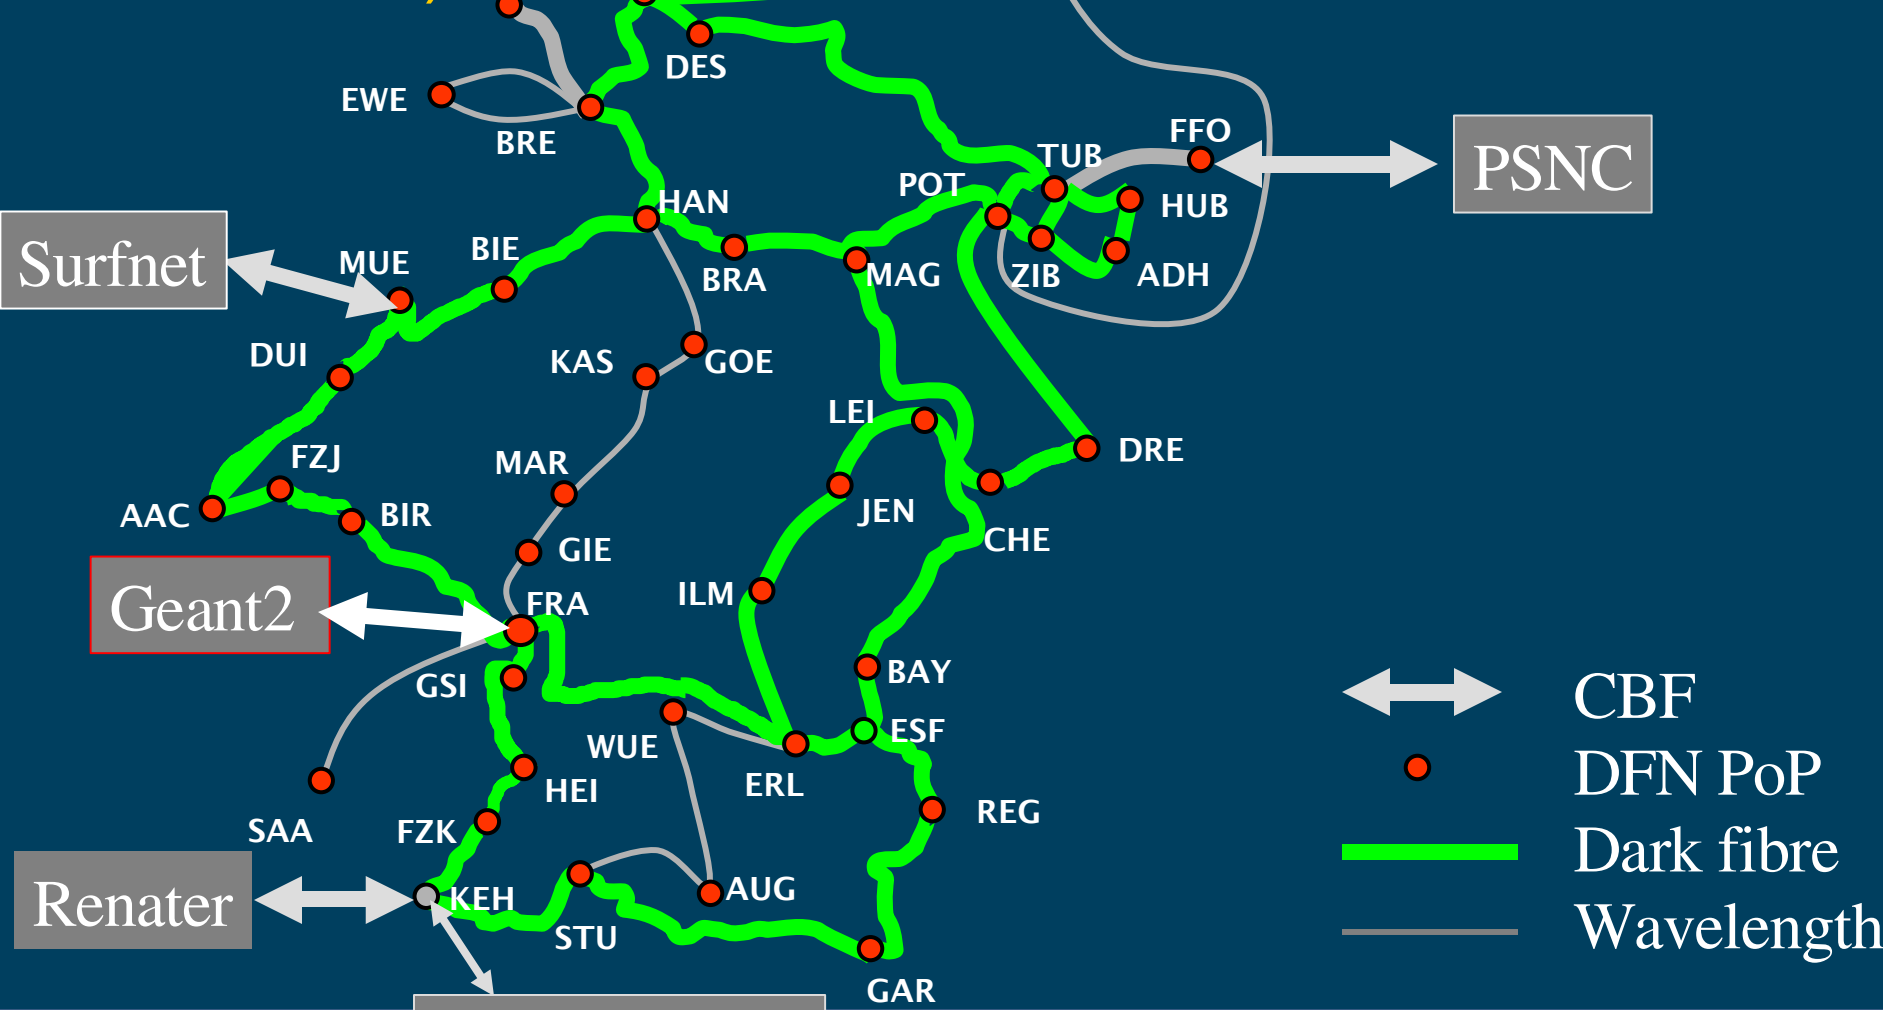 DES
EWE
BRE
FFO
TUB
PSNC
POT
HAN
HUB
Surfnet
MUE
BIE
BRA
MAG
ZIB
ADH
DUI
KAS
GOE
LEI
DRE
FZJ
MAR
AAC
BIR
JEN
CHE
GIE
Geant2
FRA
ILM
GSI
BAY
CBF
WUE
ESF
ERL
DFN PoP
HEI
REG
SAA
FZK
Dark fibre
Renater
KEH
AUG
STU
Wavelength
GAR